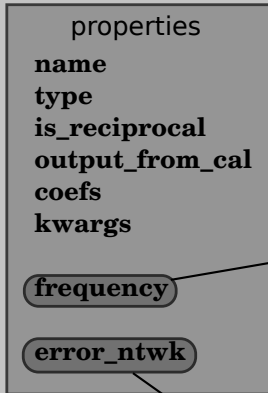 properties
name
type
is_reciprocal
output_from_cal
coefs
kwargs
frequency
error_ntwk